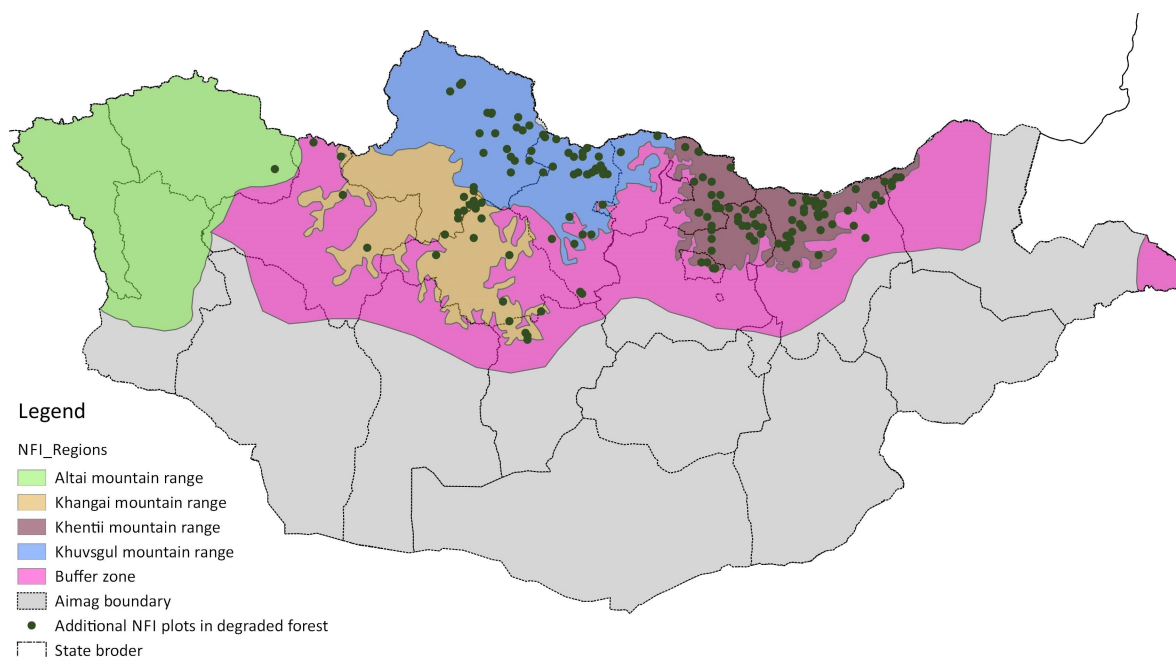 Legend
NFI_Regions
Altai mountain range
Khangai mountain range
Khentii mountain range
Khuvsgul mountain range
Buffer zone
Aimag boundary
Additional NFI plots in degraded forest
State broder